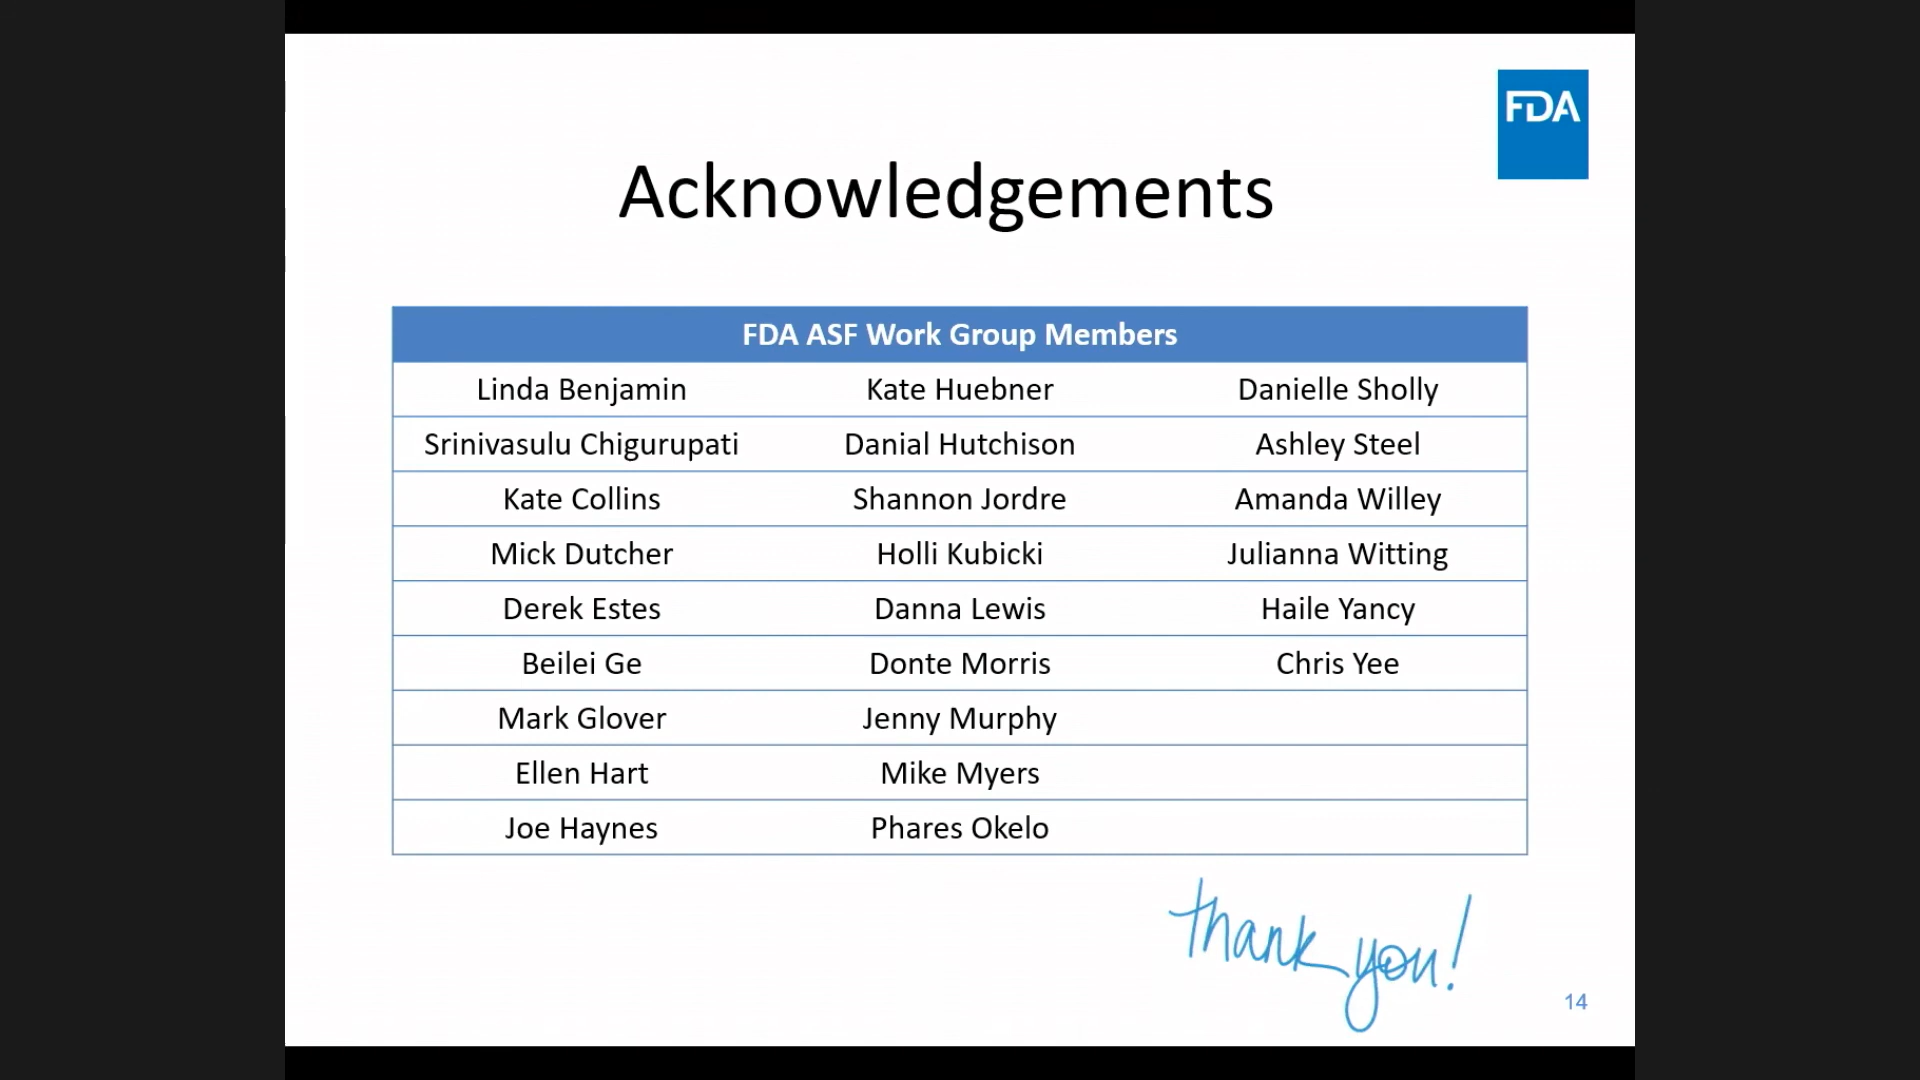 FDA
Acknowledgements
FDA ASF Work Group Members
Linda Benjamin Kate Huebner Danielle Sholly
Srinivasulu Chigurupati Danial Hutchison Ashley Steel
Kate Collins Shannon Jordre Amanda Willey
Mick Dutcher Holli Kubicki Julianna Witting
Derek Estes Danna Lewis Haile Yancy
Beilei Ge Donte Morris Chris Yee
Mark Glover Jenny Murphy
Ellen Hart Mike Myers
Joe Haynes Phares Okelo
thank you!
14